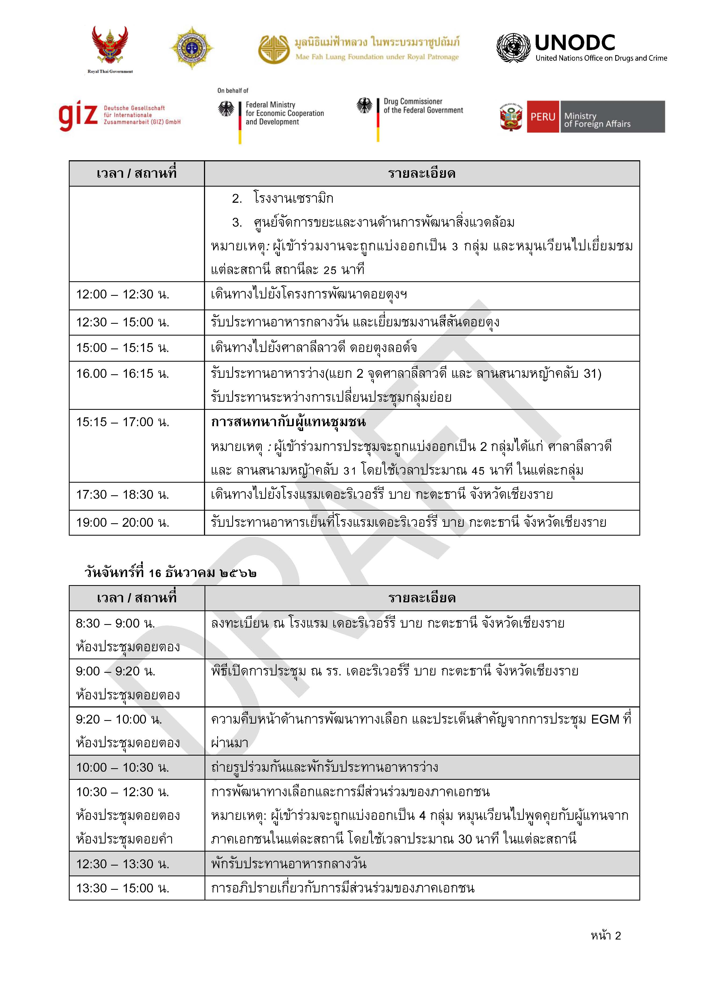 Royal Thai Government
OFFICE OF THE NARCOTICS CONTROL BOARD
ONCB
มูลนิธิแม่ฟ้าหลวง ในพระบรมราชูปถัมภ์
Mae Fah Luang Foundation under Royal Patronage
UNODC
United Nations Office on Drugs and Crime
giz
Deutsche Gesellschaft
für Internationale
Zusammenarbeit (GIZ) GmbH
On behalf of
Federal Ministry
for Economic Cooperation
and Development
Drug Commissioner
of the Federal Government
REPUBLICA DEL PERU
PERU
Ministry
of Foreign Affairs
เวลา / สถานที่ รายละเอียด
2. โรงงานเซรามิก
3. ศูนย์จัดการขยะและงานด้านการพัฒนาสิ่งแวดล้อม
หมายเหตุ: ผู้เข้าร่วมงานจะถูกแบ่งออกเป็น 3 กลุ่ม และหมุนเวียนไปเยี่ยมชม
แต่ละสถานี สถานีละ 25 นาที
12:00 – 12:30 น. เดินทางไปยังโครงการพัฒนาดอยตุงฯ
12:30 – 15:00 น. รับประทานอาหารกลางวัน และเยี่ยมชมงานสีสันดอยตุง
15:00 – 15:15 น. เดินทางไปยังศาลาลีลาวดี ดอยตุงลอด์จ
16.00 – 16:15 น. รับประทานอาหารว่าง(แยก 2 จุดศาลาลีลาวดี และ ลานสนามหญ้าคลับ 31)
รับประทานระหว่างการเปลี่ยนประชุมกลุ่มย่อย
15:15 – 17:00 น. การสนทนากับผู้แทนชุมชน
หมายเหตุ : ผู้เข้าร่วมการประชุมจะถูกแบ่งออกเป็น 2 กลุ่มได้แก่ ศาลาลีลาวดี
และ ลานสนามหญ้าคลับ 31 โดยใช้เวลาประมาณ 45 นาที ในแต่ละกลุ่ม
17:30 – 18:30 น. เดินทางไปยังโรงแรมเดอะริเวอร์รี บาย กะตะธานี จังหวัดเชียงราย
19:00 – 20:00 น. รับประทานอาหารเย็นที่โรงแรมเดอะริเวอร์รี บาย กะตะธานี จังหวัดเชียงราย
DRAFT
วันจันทร์ที่ 16 ธันวาคม ๒๕๖๒
เวลา / สถานที่ รายละเอียด
8:30 – 9:00 น. ลงทะเบียน ณ โรงแรม เดอะริเวอร์รี บาย กะตะธานี จังหวัดเชียงราย
ห้องประชุมดอยตอง
9:00 – 9:20 น. พิธีเปิดการประชุม ณ รร. เดอะริเวอร์รี บาย กะตะธานี จังหวัดเชียงราย
ห้องประชุมดอยตอง
9:20 – 10:00 น. ความคืบหน้าด้านการพัฒนาทางเลือก และประเด็นสำคัญจากการประชุม EGM ที่
ห้องประชุมดอยตอง ผ่านมา
10:00 – 10:30 น. ถ่ายรูปร่วมกันและพักรับประทานอาหารว่าง
10:30 – 12:30 น. การพัฒนาทางเลือกและการมีส่วนร่วมของภาคเอกชน
ห้องประชุมดอยตอง หมายเหตุ: ผู้เข้าร่วมจะถูกแบ่งออกเป็น 4 กลุ่ม หมุนเวียนไปพูดคุยกับผู้แทนจาก
ห้องประชุมดอยคำ ภาคเอกชนในแต่ละสถานี โดยใช้เวลาประมาณ 30 นาที ในแต่ละสถานี
12:30 – 13:30 น. พักรับประทานอาหารกลางวัน
13:30 – 15:00 น. การอภิปรายเกี่ยวกับการมีส่วนร่วมของภาคเอกชน
หน้า 2